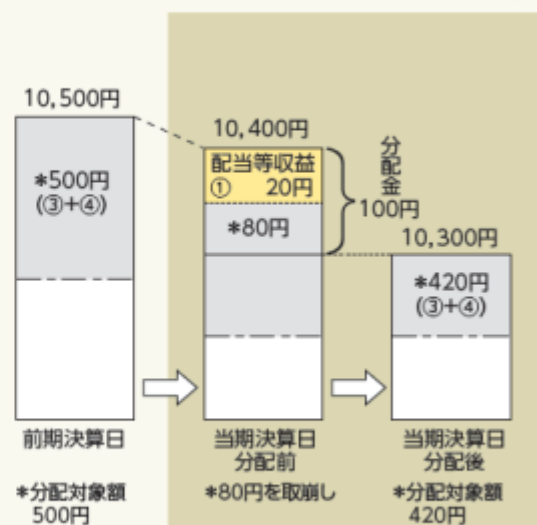 10,500円
*500円
(③+④)
前期決算日
*分配対象額
500円
10,400円
配当等収益
① 20円
*80円
分配金
100円
当期決算日
分配前
*80円を取崩し
10,300円
*420円
(③+④)
当期決算日
分配後
*分配対象額
420円